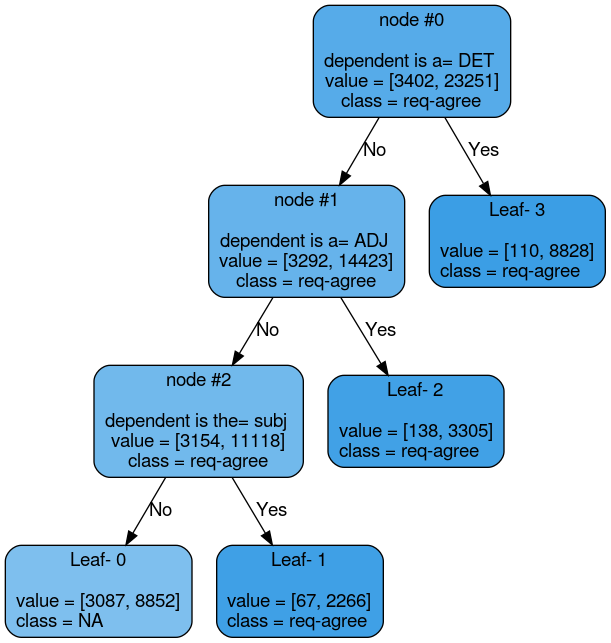 node #0
dependent is a= DET
value = [3402, 23251]
class = req-agree
No
Yes
node #1
dependent is a= ADJ
value = [3292, 14423]
class = req-agree
Leaf- 3
value = [110, 8828]
class = req-agree
No
Yes
node #2
dependent is the= subj
value = [3154, 11118]
class = req-agree
Leaf- 2
value = [138, 3305]
class = req-agree
No
Yes
Leaf- 0
value = [3087, 8852]
class = NA
Leaf- 1
value = [67, 2266]
class = req-agree